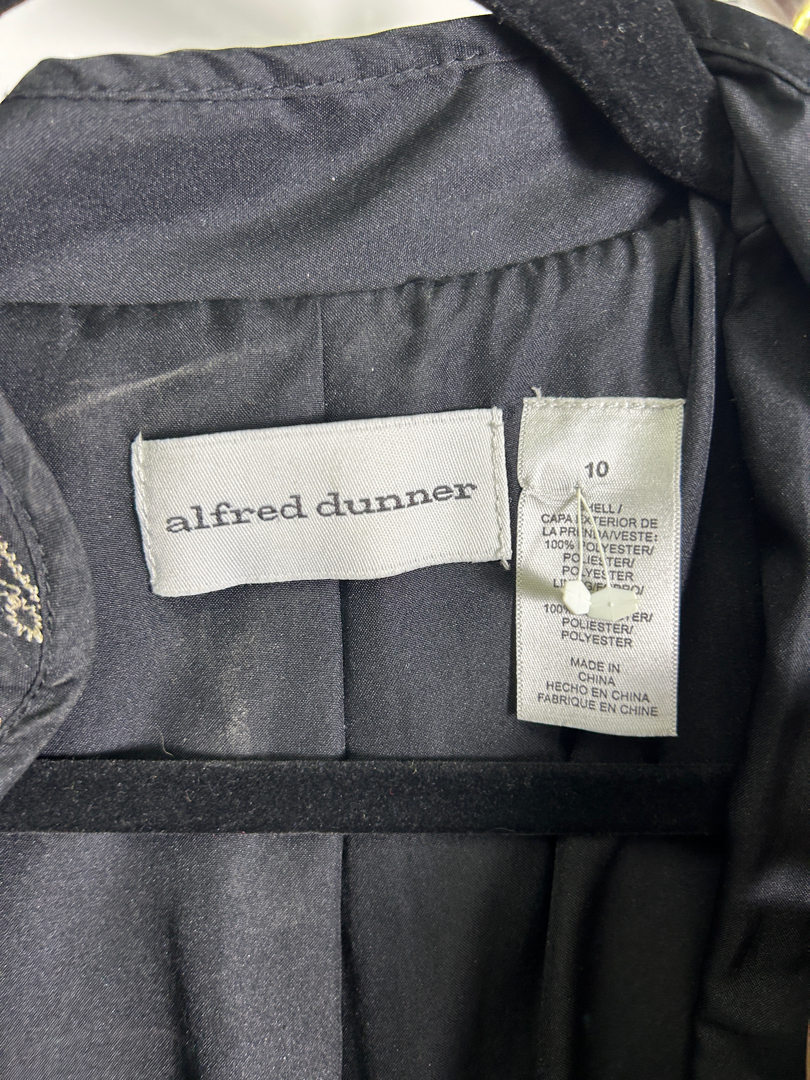 alfred dunner
10
CAPA EXTERIOR DE
LA PRENDA/VESTE:
100% POLYESTER/
POLIESTER/
POLYESTER
100%
POLIESTER/
POLYESTER
MADE IN
CHINA
HECHO EN CHINA
FABRIQUE EN CHINE